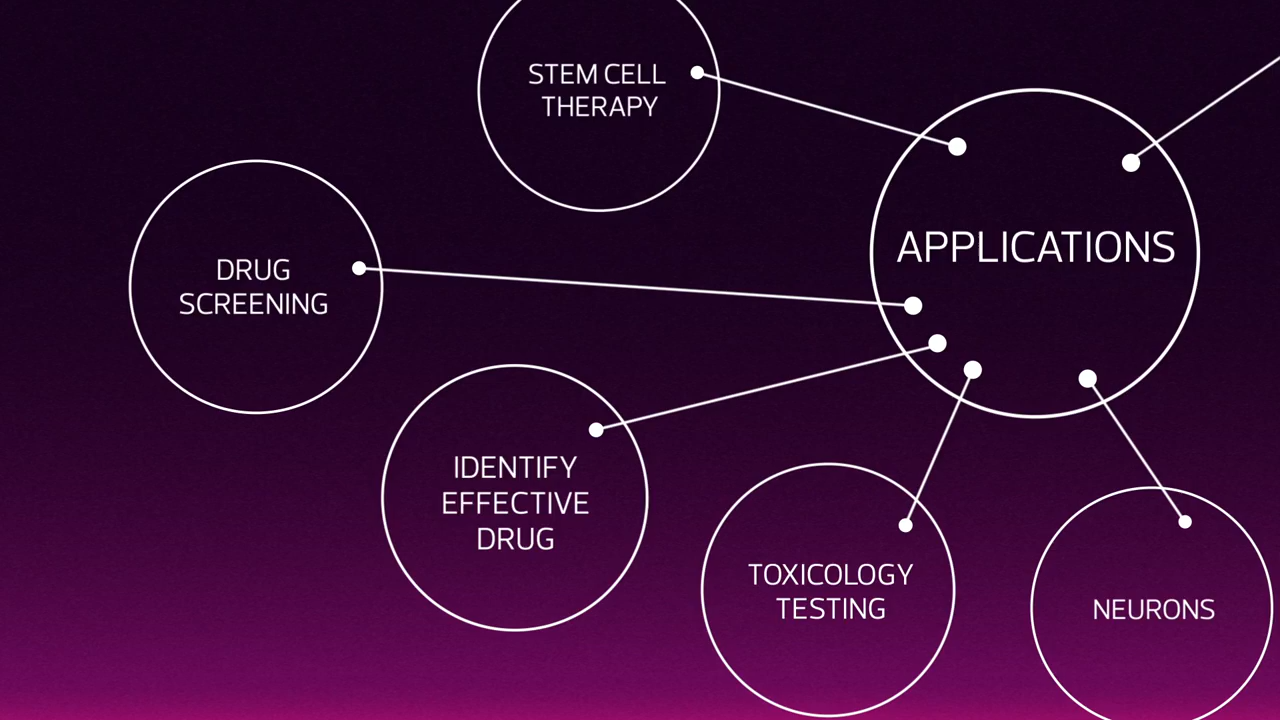 STEM CELL
THERAPY
APPLICATIONS
DRUG
SCREENING
IDENTIFY
EFFECTIVE
DRUG
TOXICOLOGY
TESTING
NEURONS